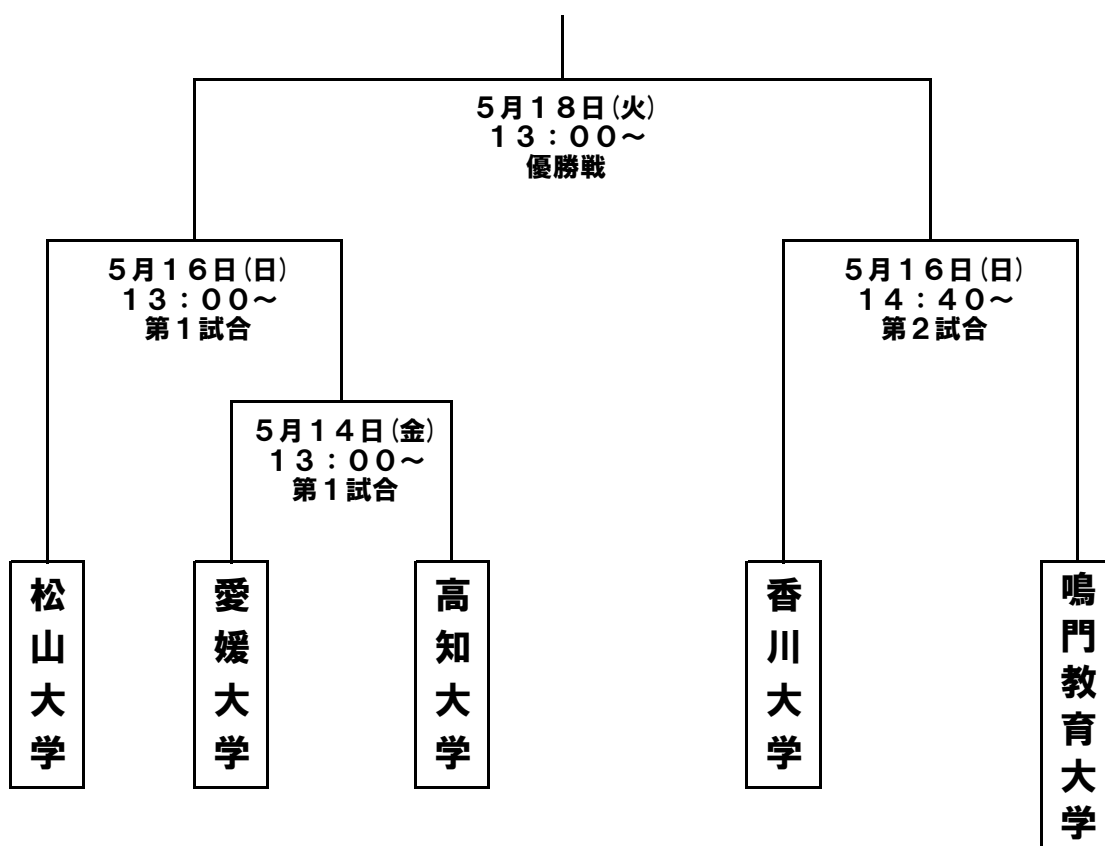 ５月１８日(火)
１３：００～
優勝戦
５月１６日(日)
１３：００～
第１試合
５月１６日(日)
１４：４０～
第２試合
５月１４日(金)
１３：００～
第１試合
松山大学
愛媛大学
高知大学
香川大学
鳴門教育大学